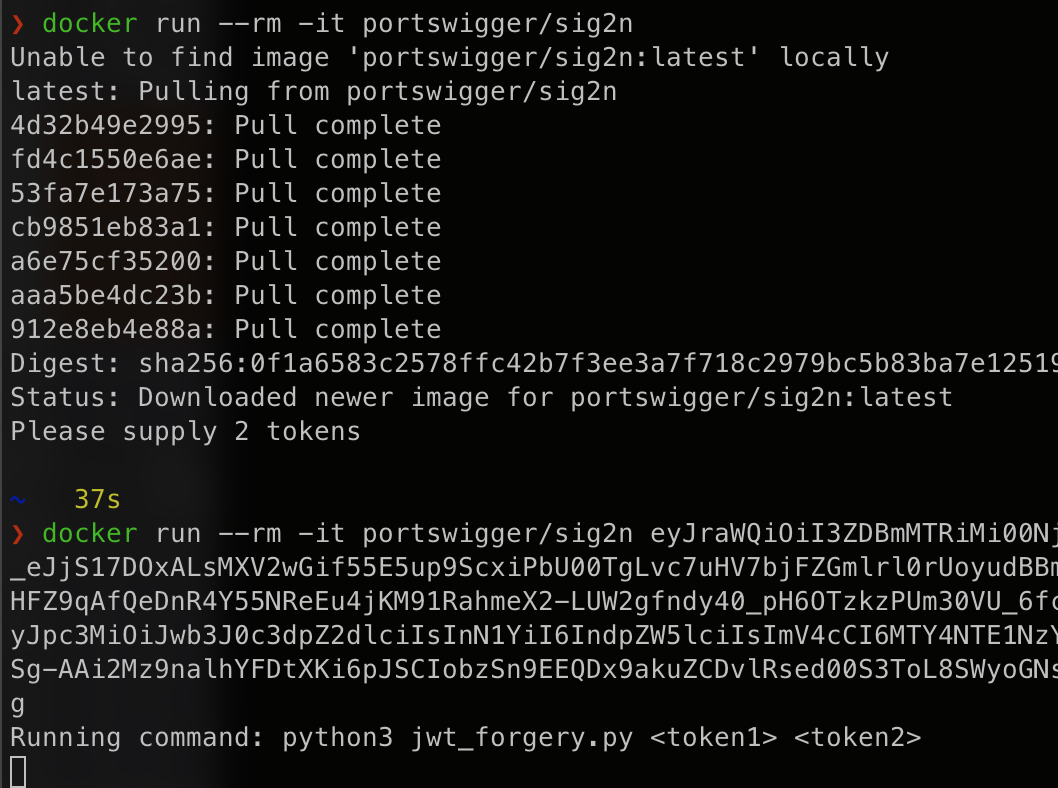 ❯ docker run --rm -it portswigger/sig2n
Unable to find image 'portswigger/sig2n:latest' locally
latest: Pulling from portswigger/sig2n
4d32b49e2995: Pull complete
fd4c1550e6ae: Pull complete
53fa7e173a75: Pull complete
cb9851eb83a1: Pull complete
a6e75cf35200: Pull complete
aaa5be4dc23b: Pull complete
912e8eb4e88a: Pull complete
Digest: sha256:0f1a6583c2578ffc42b7f3ee3a7f718c2979bc5b83ba7e12519
Status: Downloaded newer image for portswigger/sig2n:latest
Please supply 2 tokens
~ 37s
❯ docker run --rm -it portswigger/sig2n eyJraWQiOiI3ZDBmMTRiMi00Nj
_eJjS17DOxALsMXV2wGif55E5up9ScxiPbU00TgLvc7uHV7bjFZGmlrl0rUoyudBBm
HFZ9qAfQeDnR4Y55NReEu4jKM91RahmeX2-LUW2gfndy40_pH6OTzkzPUm30VU_6fo
yJpc3MiOiJwb3J0c3dpZ2dlciIsInN1YiI6IndpZW5lciIsImV4cCI6MTY4NTE1NzY
Sg-AAi2Mz9nalhYFDtXKi6pJSCIobzSn9EEQDx9akuZCDvlRsed00S3ToL8SWyoGNs
g
Running command: python3 jwt_forgery.py <token1> <token2>